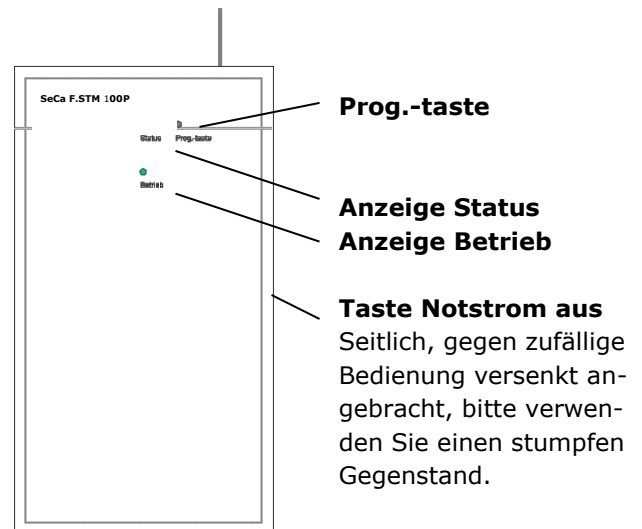 SeCa F.STM 100P
Status Prog.-taste
Betrieb
Prog.-taste
Anzeige Status
Anzeige Betrieb
Taste Notstrom aus
Seitlich, gegen zufällige
Bedienung versenkt an-
gebracht, bitte verwen-
den Sie einen stumpfen
Gegenstand.